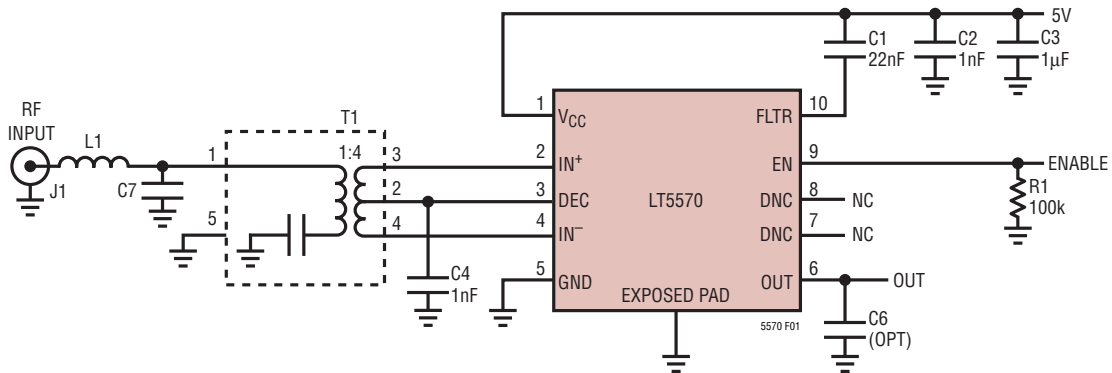 5V
C1
22nF
C2
1nF
C3
1µF
RF
INPUT
J1
L1
C7
T1
1:4
1
5
3
2
4
C4
1nF
1
VCC
2
IN+
3
DEC
4
IN−
5
GND
LT5570
EXPOSED PAD
10
FLTR
9
EN
ENABLE
8
DNC
NC
7
DNC
NC
6
OUT
OUT
R1
100k
C6
(OPT)
5570 F01